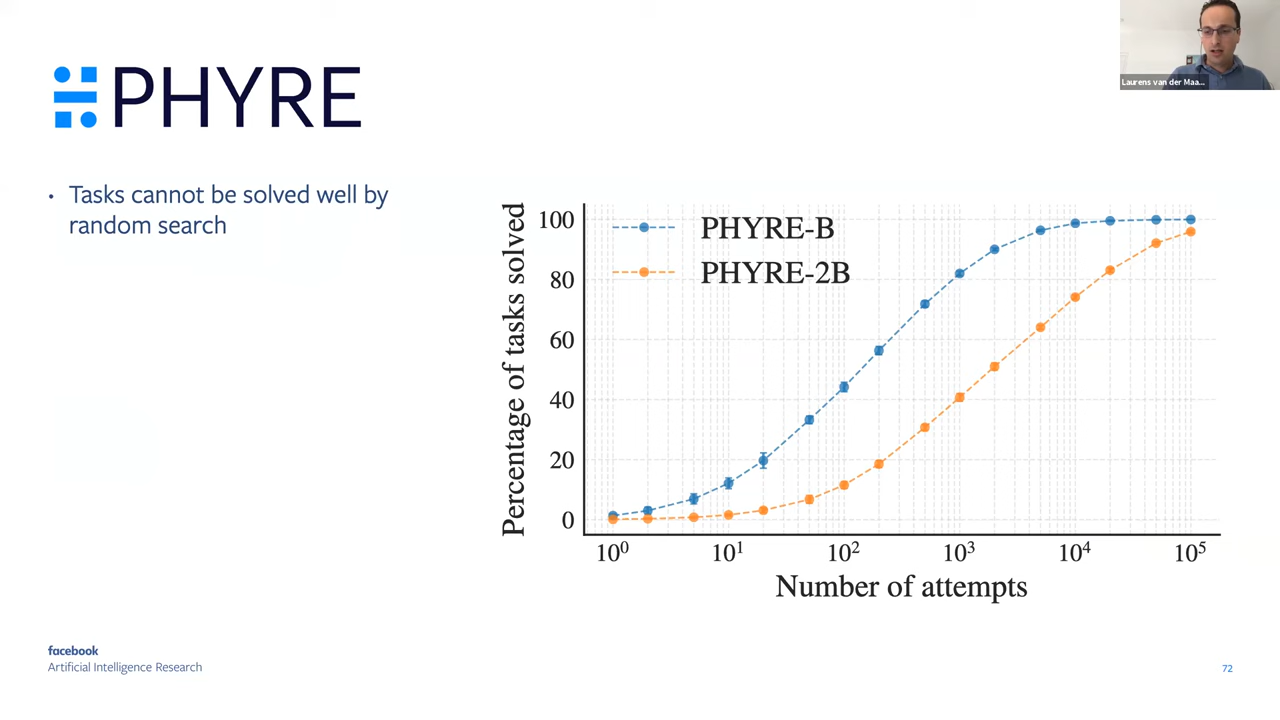 Laurens van der Maa...
PHYRE
• Tasks cannot be solved well by
random search
Percentage of tasks solved
100
80
60
40
20
0
PHYRE-B
PHYRE-2B
10⁰ 10¹ 10² 10³ 10⁴ 10⁵
Number of attempts
facebook
Artificial Intelligence Research
72